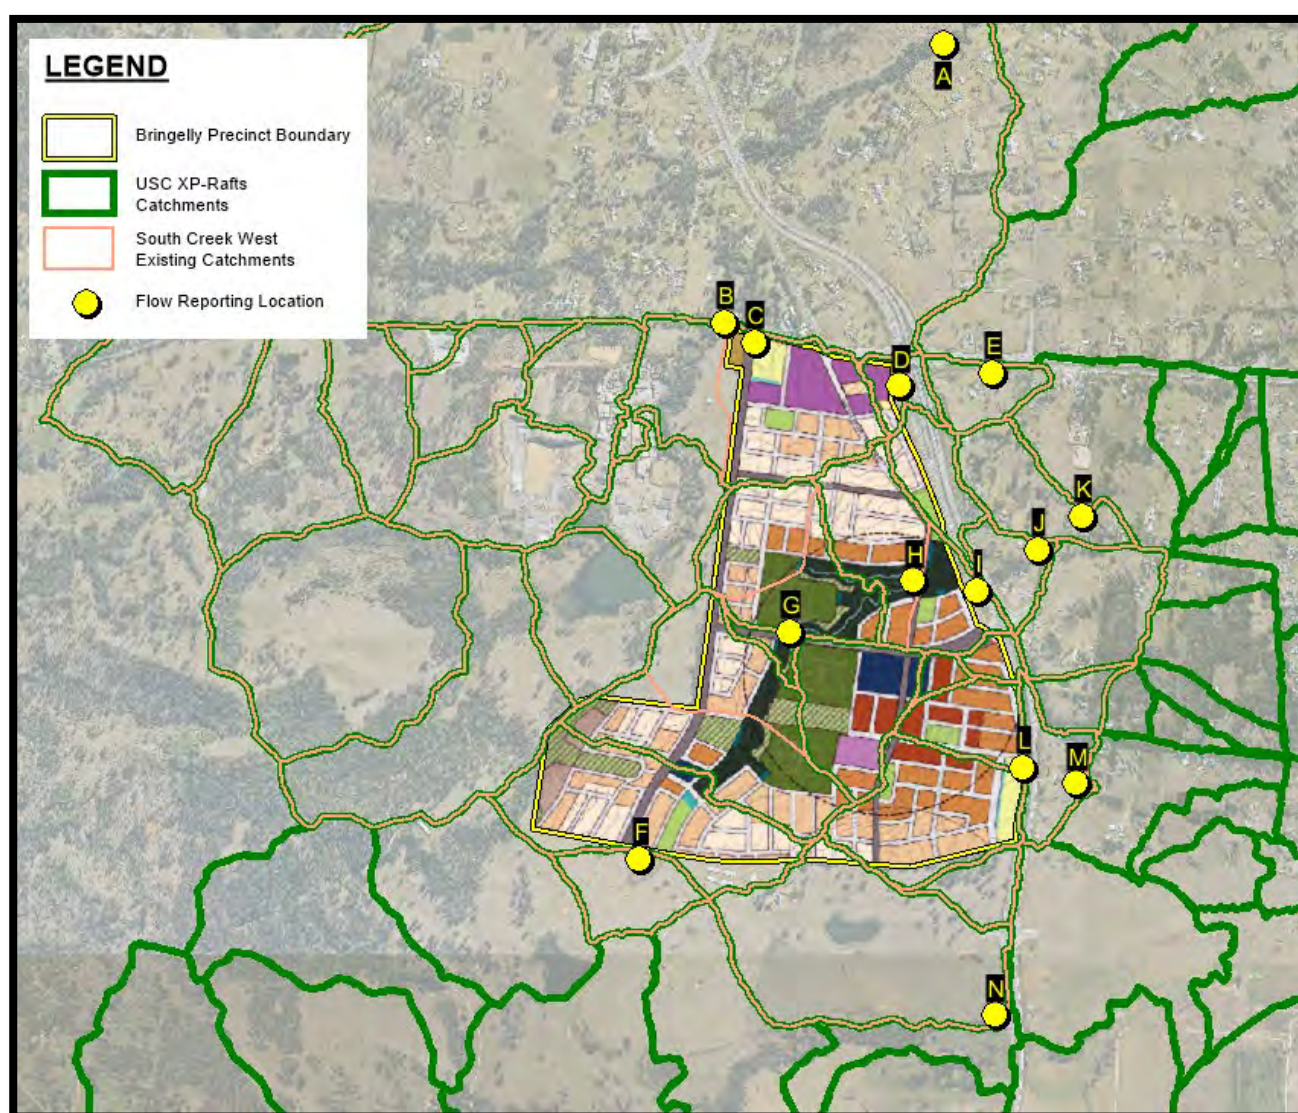 LEGEND
Bringelly Precinct Boundary
USC XP-Rafts
Catchments
South Creek West
Existing Catchments
Flow Reporting Location
A
B
C
D
E
K
J
H
I
G
L
M
F
N